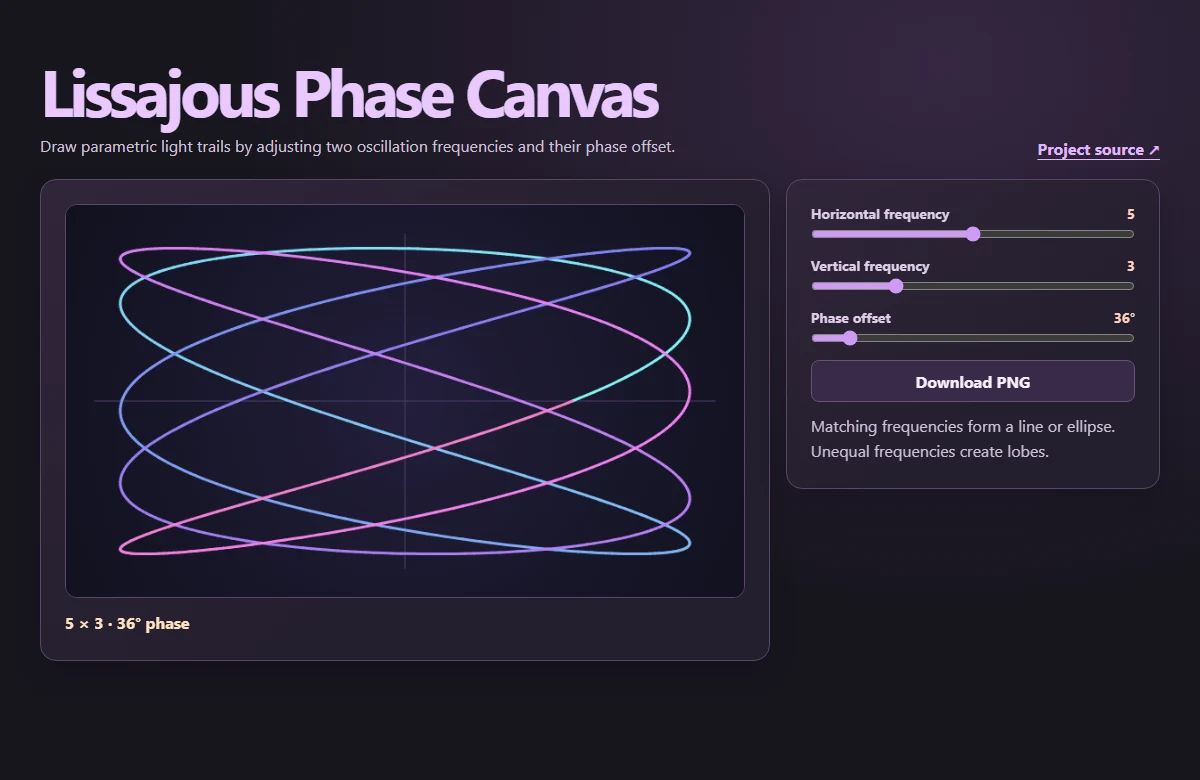 Lissajous Phase Canvas
Draw parametric light trails by adjusting two oscillation frequencies and their phase offset.
Project source ↗
5 × 3 · 36° phase
Horizontal frequency 5
Vertical frequency 3
Phase offset 36°
Download PNG
Matching frequencies form a line or ellipse.
Unequal frequencies create lobes.